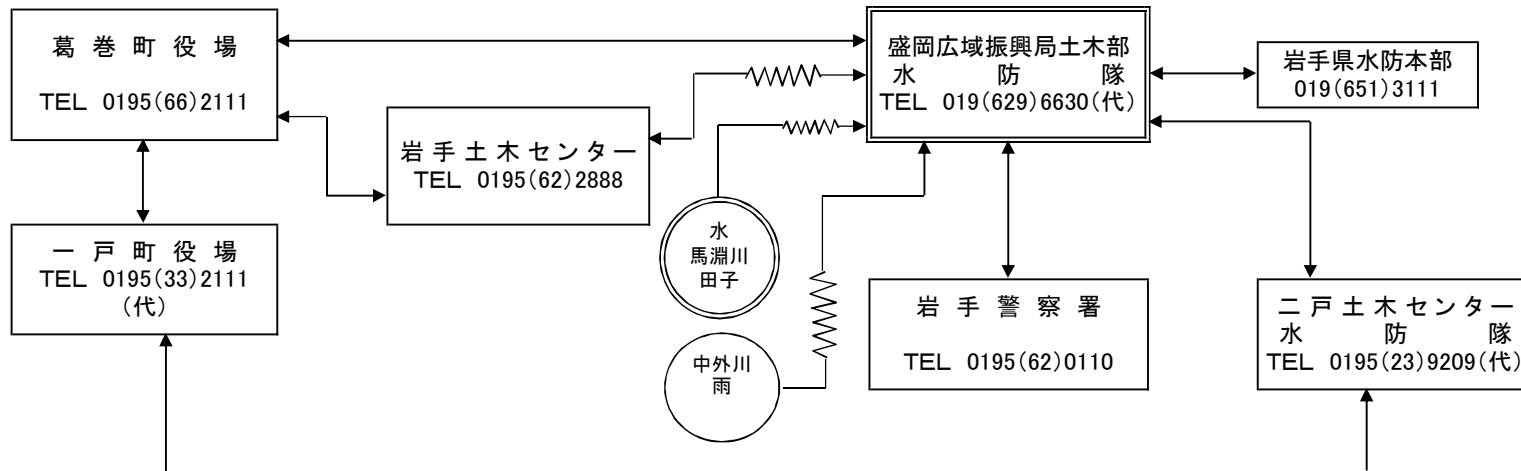 葛巻町役場
TEL 0195(66)2111
盛岡広域振興局土木部
水防隊
TEL 019(629)6630(代)
岩手県水防本部
019(651)3111
岩手土木センター
TEL 0195(62)2888
一戸町役場
TEL 0195(33)2111
(代)
水
馬淵川
田子
中外川
雨
岩手警察署
TEL 0195(62)0110
二戸土木センター
水防隊
TEL 0195(23)9209(代)